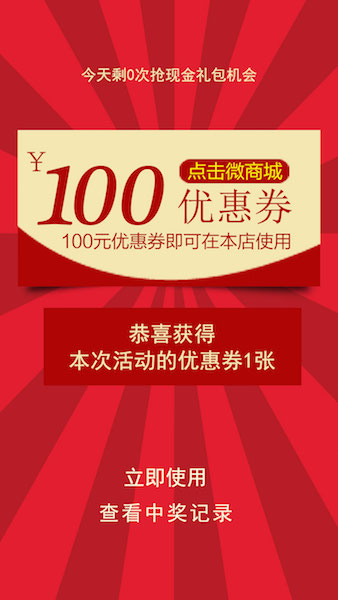 今天剩0次抢现金礼包机会
¥100
点击微商城
优惠券
100元优惠券即可在本店使用
恭喜获得
本次活动的优惠券1张
立即使用
查看中奖记录